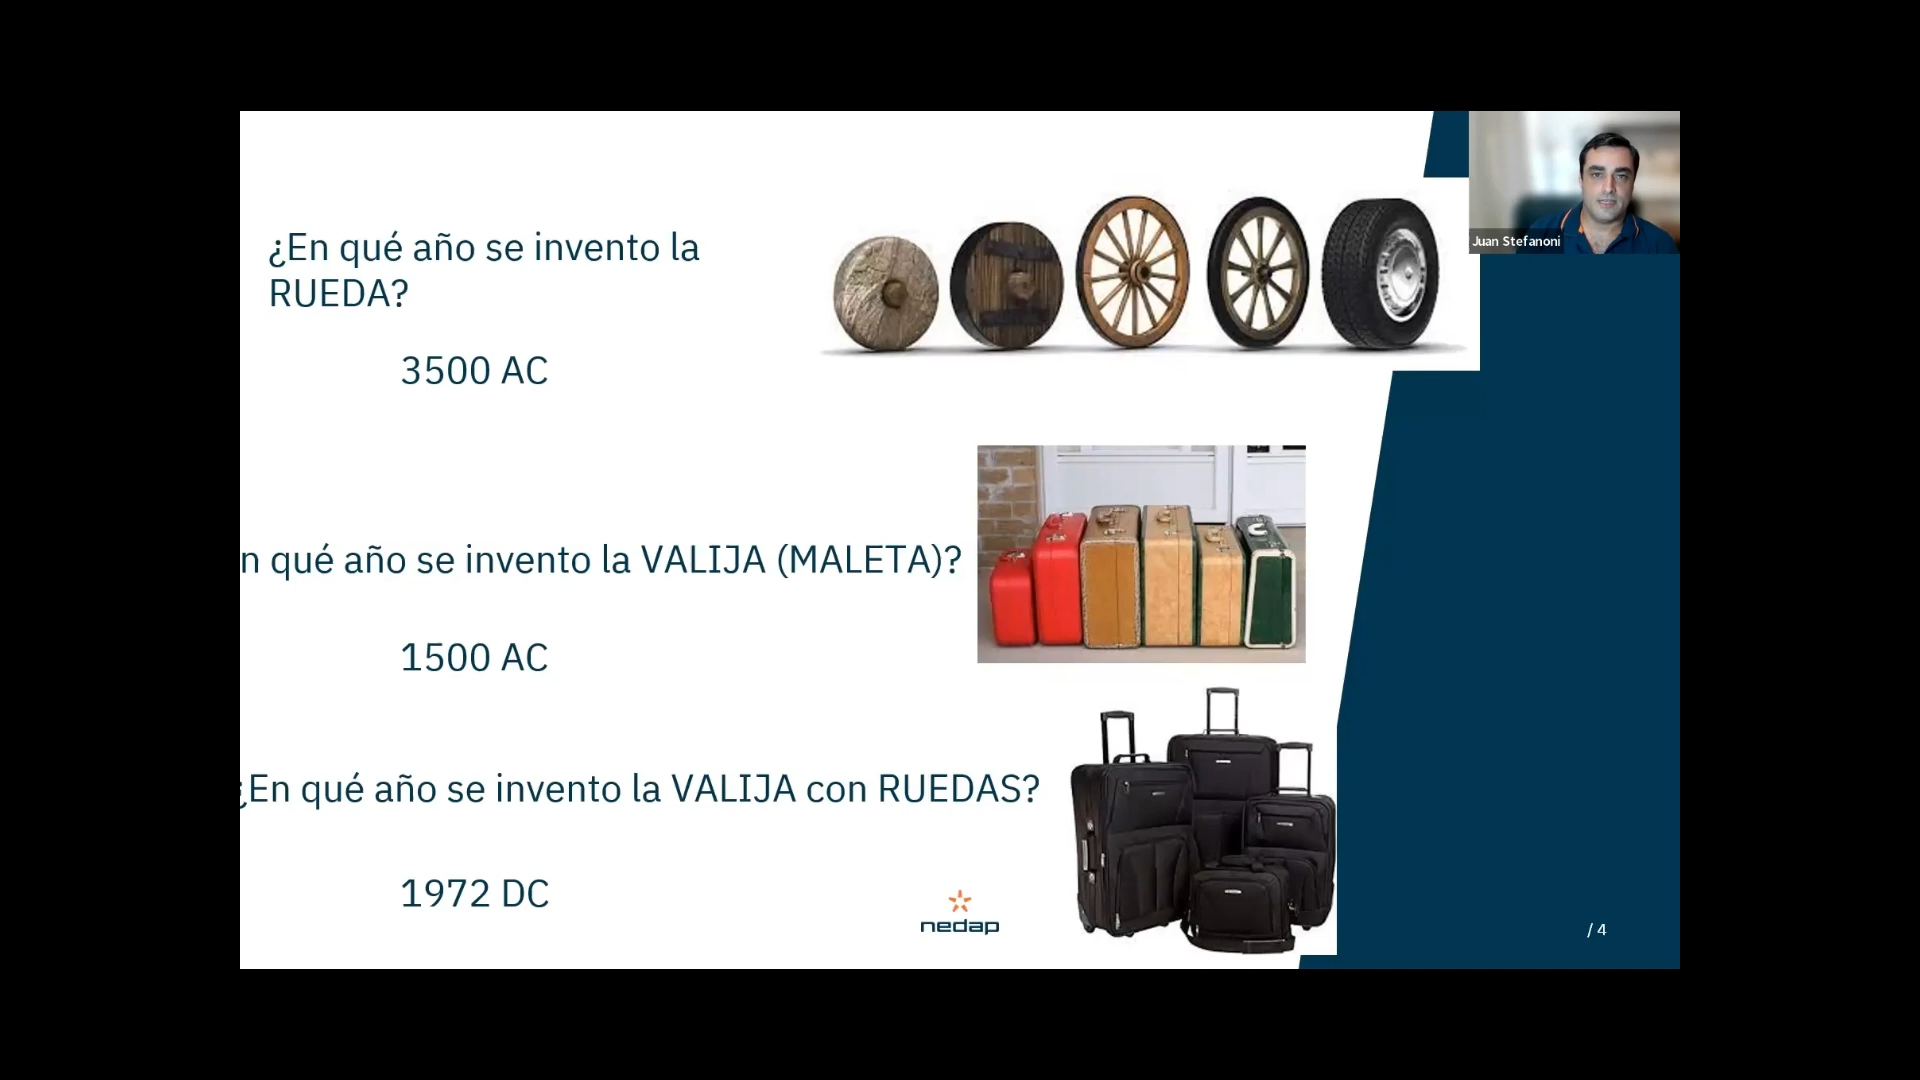 ¿En qué año se invento la
RUEDA?
3500 AC
n qué año se invento la VALIJA (MALETA)?
1500 AC
¿En qué año se invento la VALIJA con RUEDAS?
1972 DC
nedap
/ 4
Juan Stefanoni